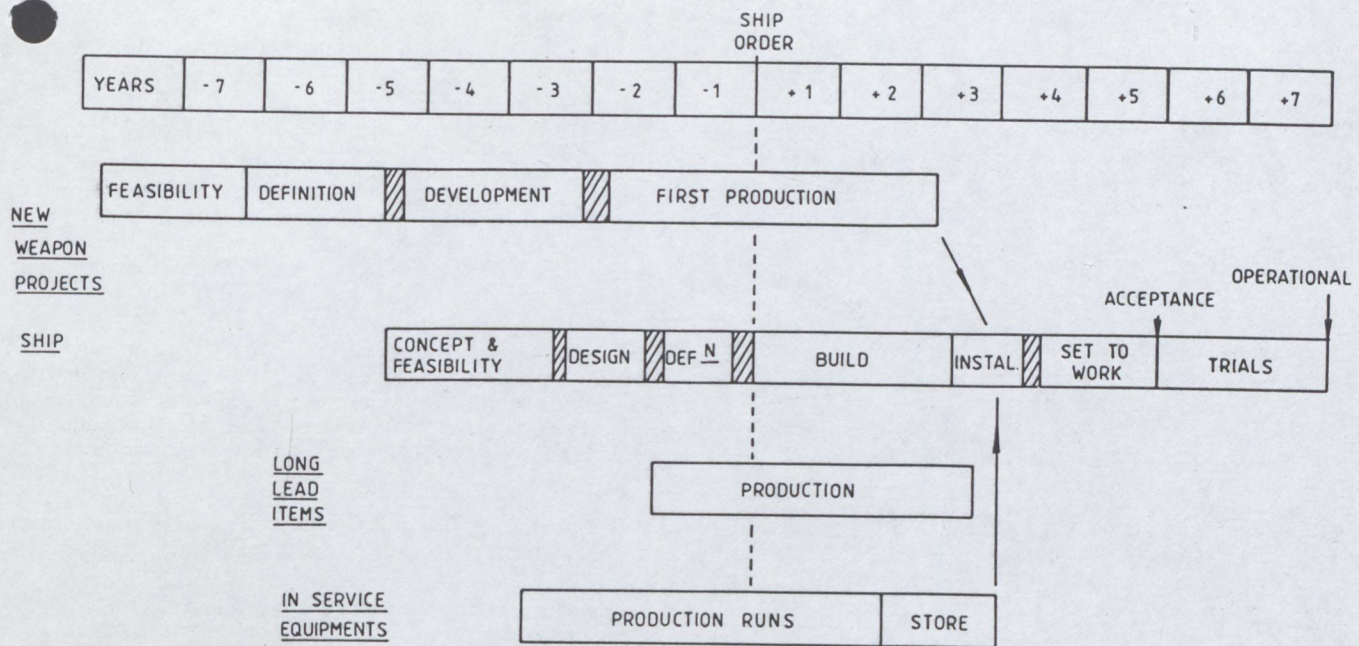 SHIP
ORDER
YEARS -7 -6 -5 -4 -3 -2 -1 +1 +2 +3 +4 +5 +6 +7
FEASIBILITY DEFINITION DEVELOPMENT FIRST PRODUCTION
NEW
WEAPON
PROJECTS
OPERATIONAL
ACCEPTANCE
SHIP
CONCEPT &
FEASIBILITY
DESIGN
DEF N
BUILD
INSTAL.
SET TO
WORK
TRIALS
LONG
LEAD
ITEMS
PRODUCTION
IN SERVICE
EQUIPMENTS
PRODUCTION RUNS
STORE